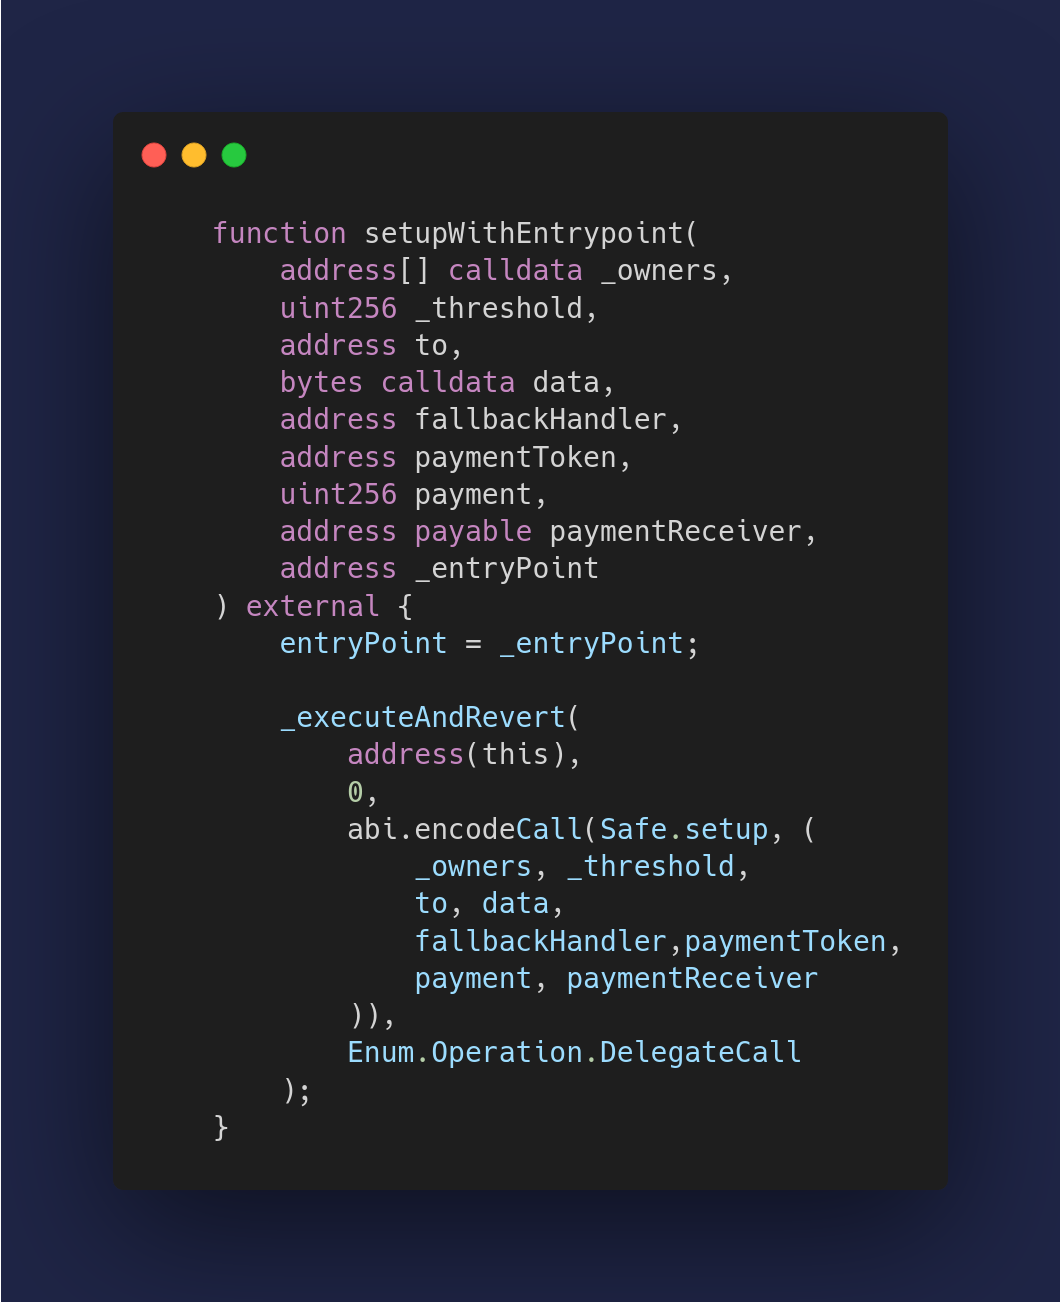 function setupWithEntrypoint(
    address[] calldata _owners,
    uint256 _threshold,
    address to,
    bytes calldata data,
    address fallbackHandler,
    address paymentToken,
    uint256 payment,
    address payable paymentReceiver,
    address _entryPoint
) external {
    entryPoint = _entryPoint;

    _executeAndRevert(
        address(this),
        0,
        abi.encodeCall(Safe.setup, (
            _owners, _threshold,
            to, data,
            fallbackHandler,paymentToken,
            payment, paymentReceiver
        )),
        Enum.Operation.DelegateCall
    );
}